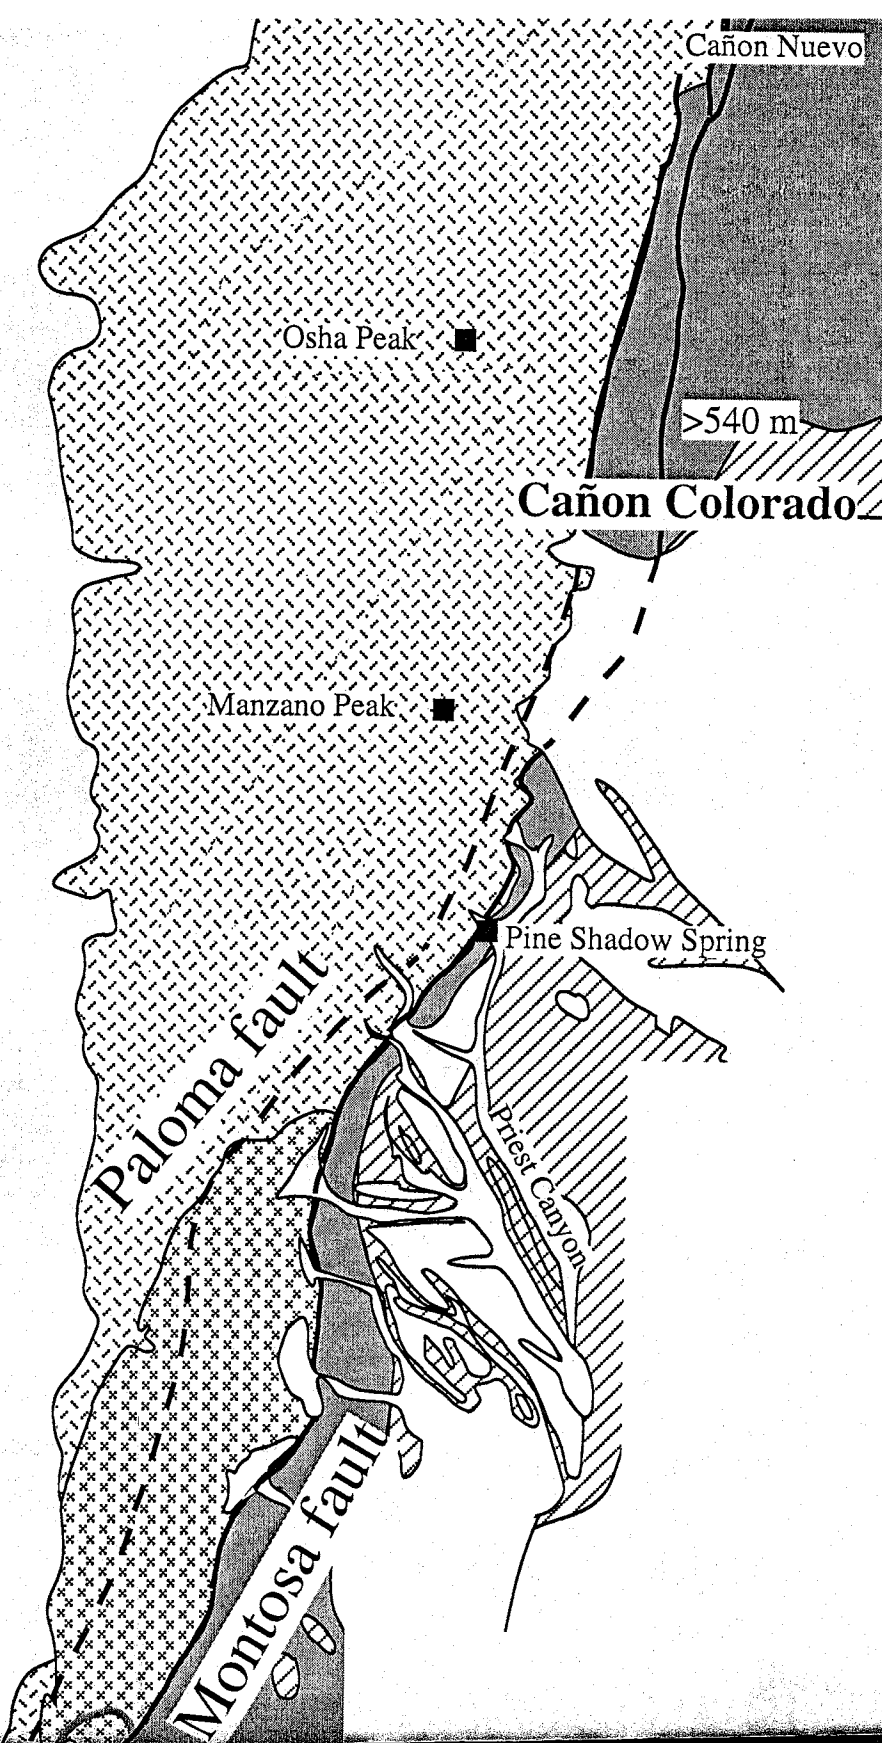 Cañon Nuevo
Osha Peak
>540 m
Cañon Colorado
Manzano Peak
Pine Shadow Spring
Paloma fault
Priest Canyon
Montosa fault